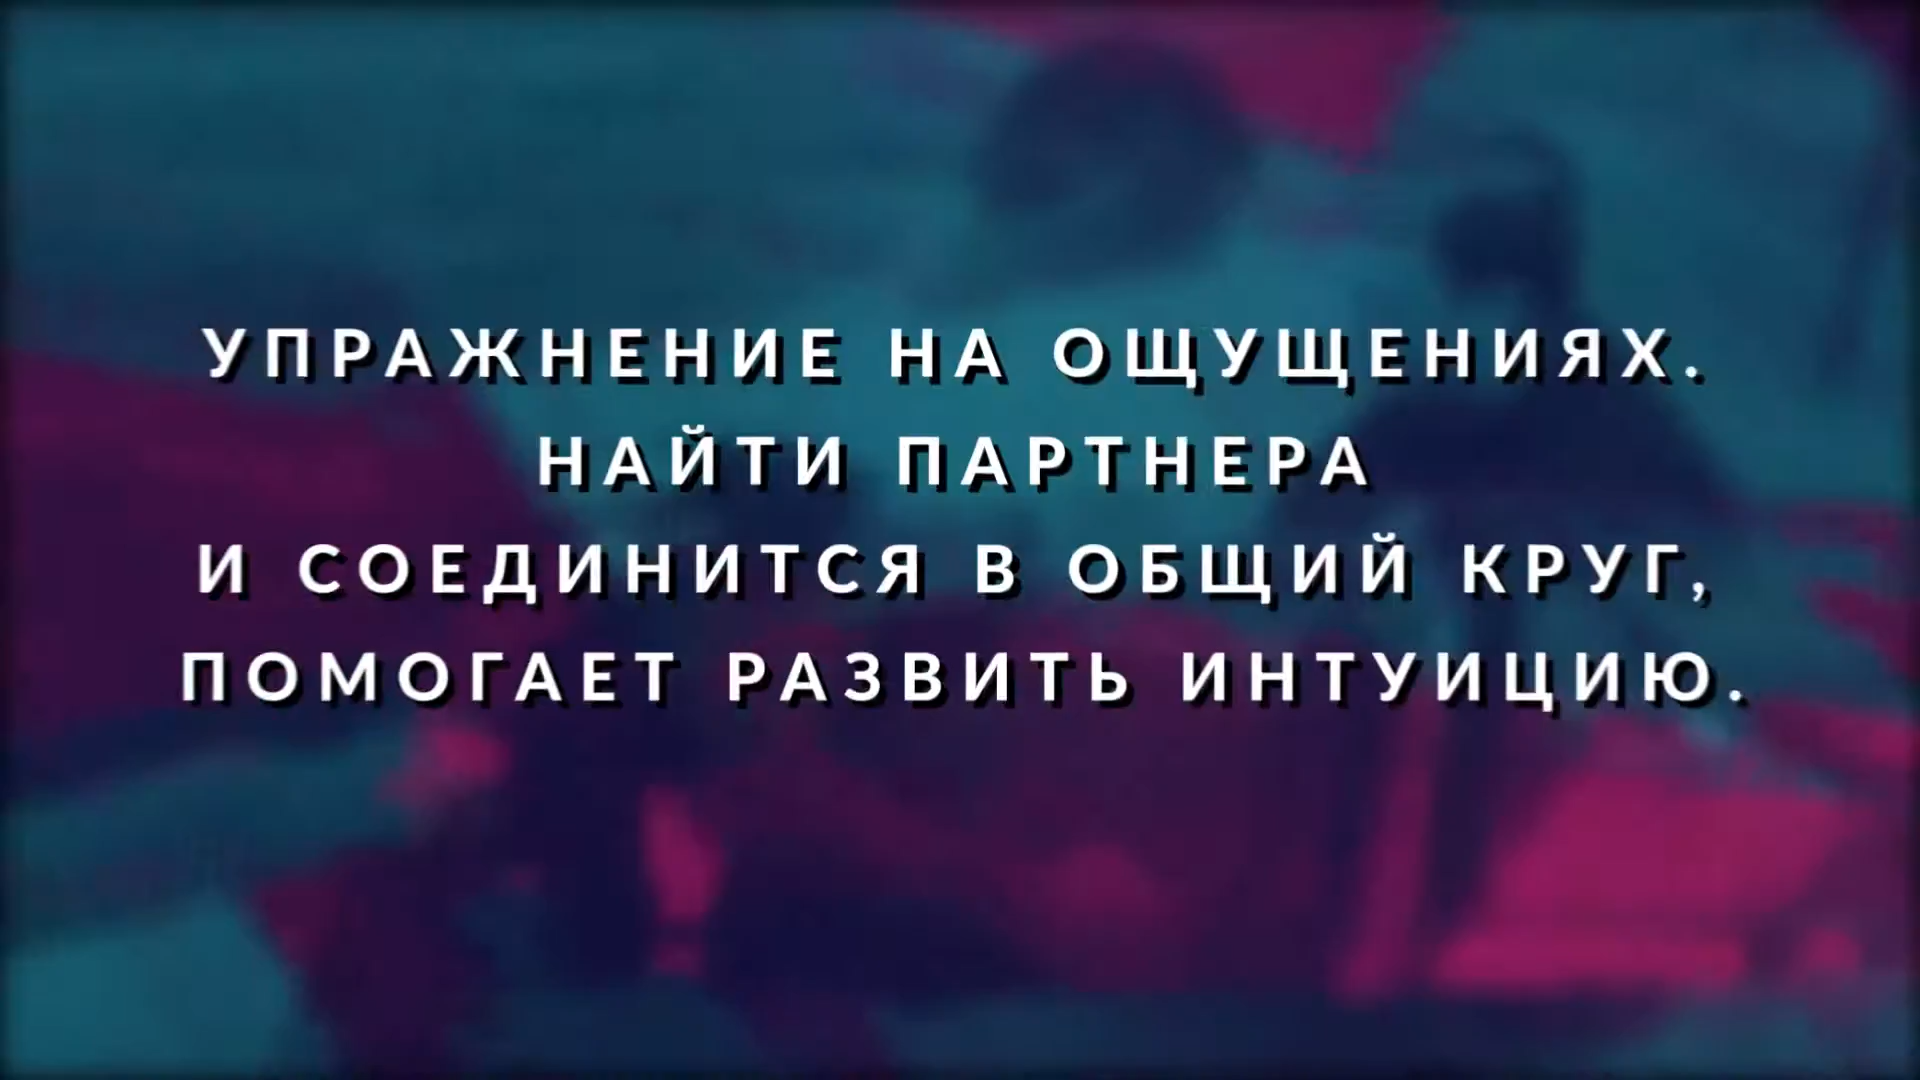 УПРАЖНЕНИЕ НА ОЩУЩЕНИЯХ.
НАЙТИ ПАРТНЕРА
И СОЕДИНИТСЯ В ОБЩИЙ КРУГ,
ПОМОГАЕТ РАЗВИТЬ ИНТУИЦИЮ.